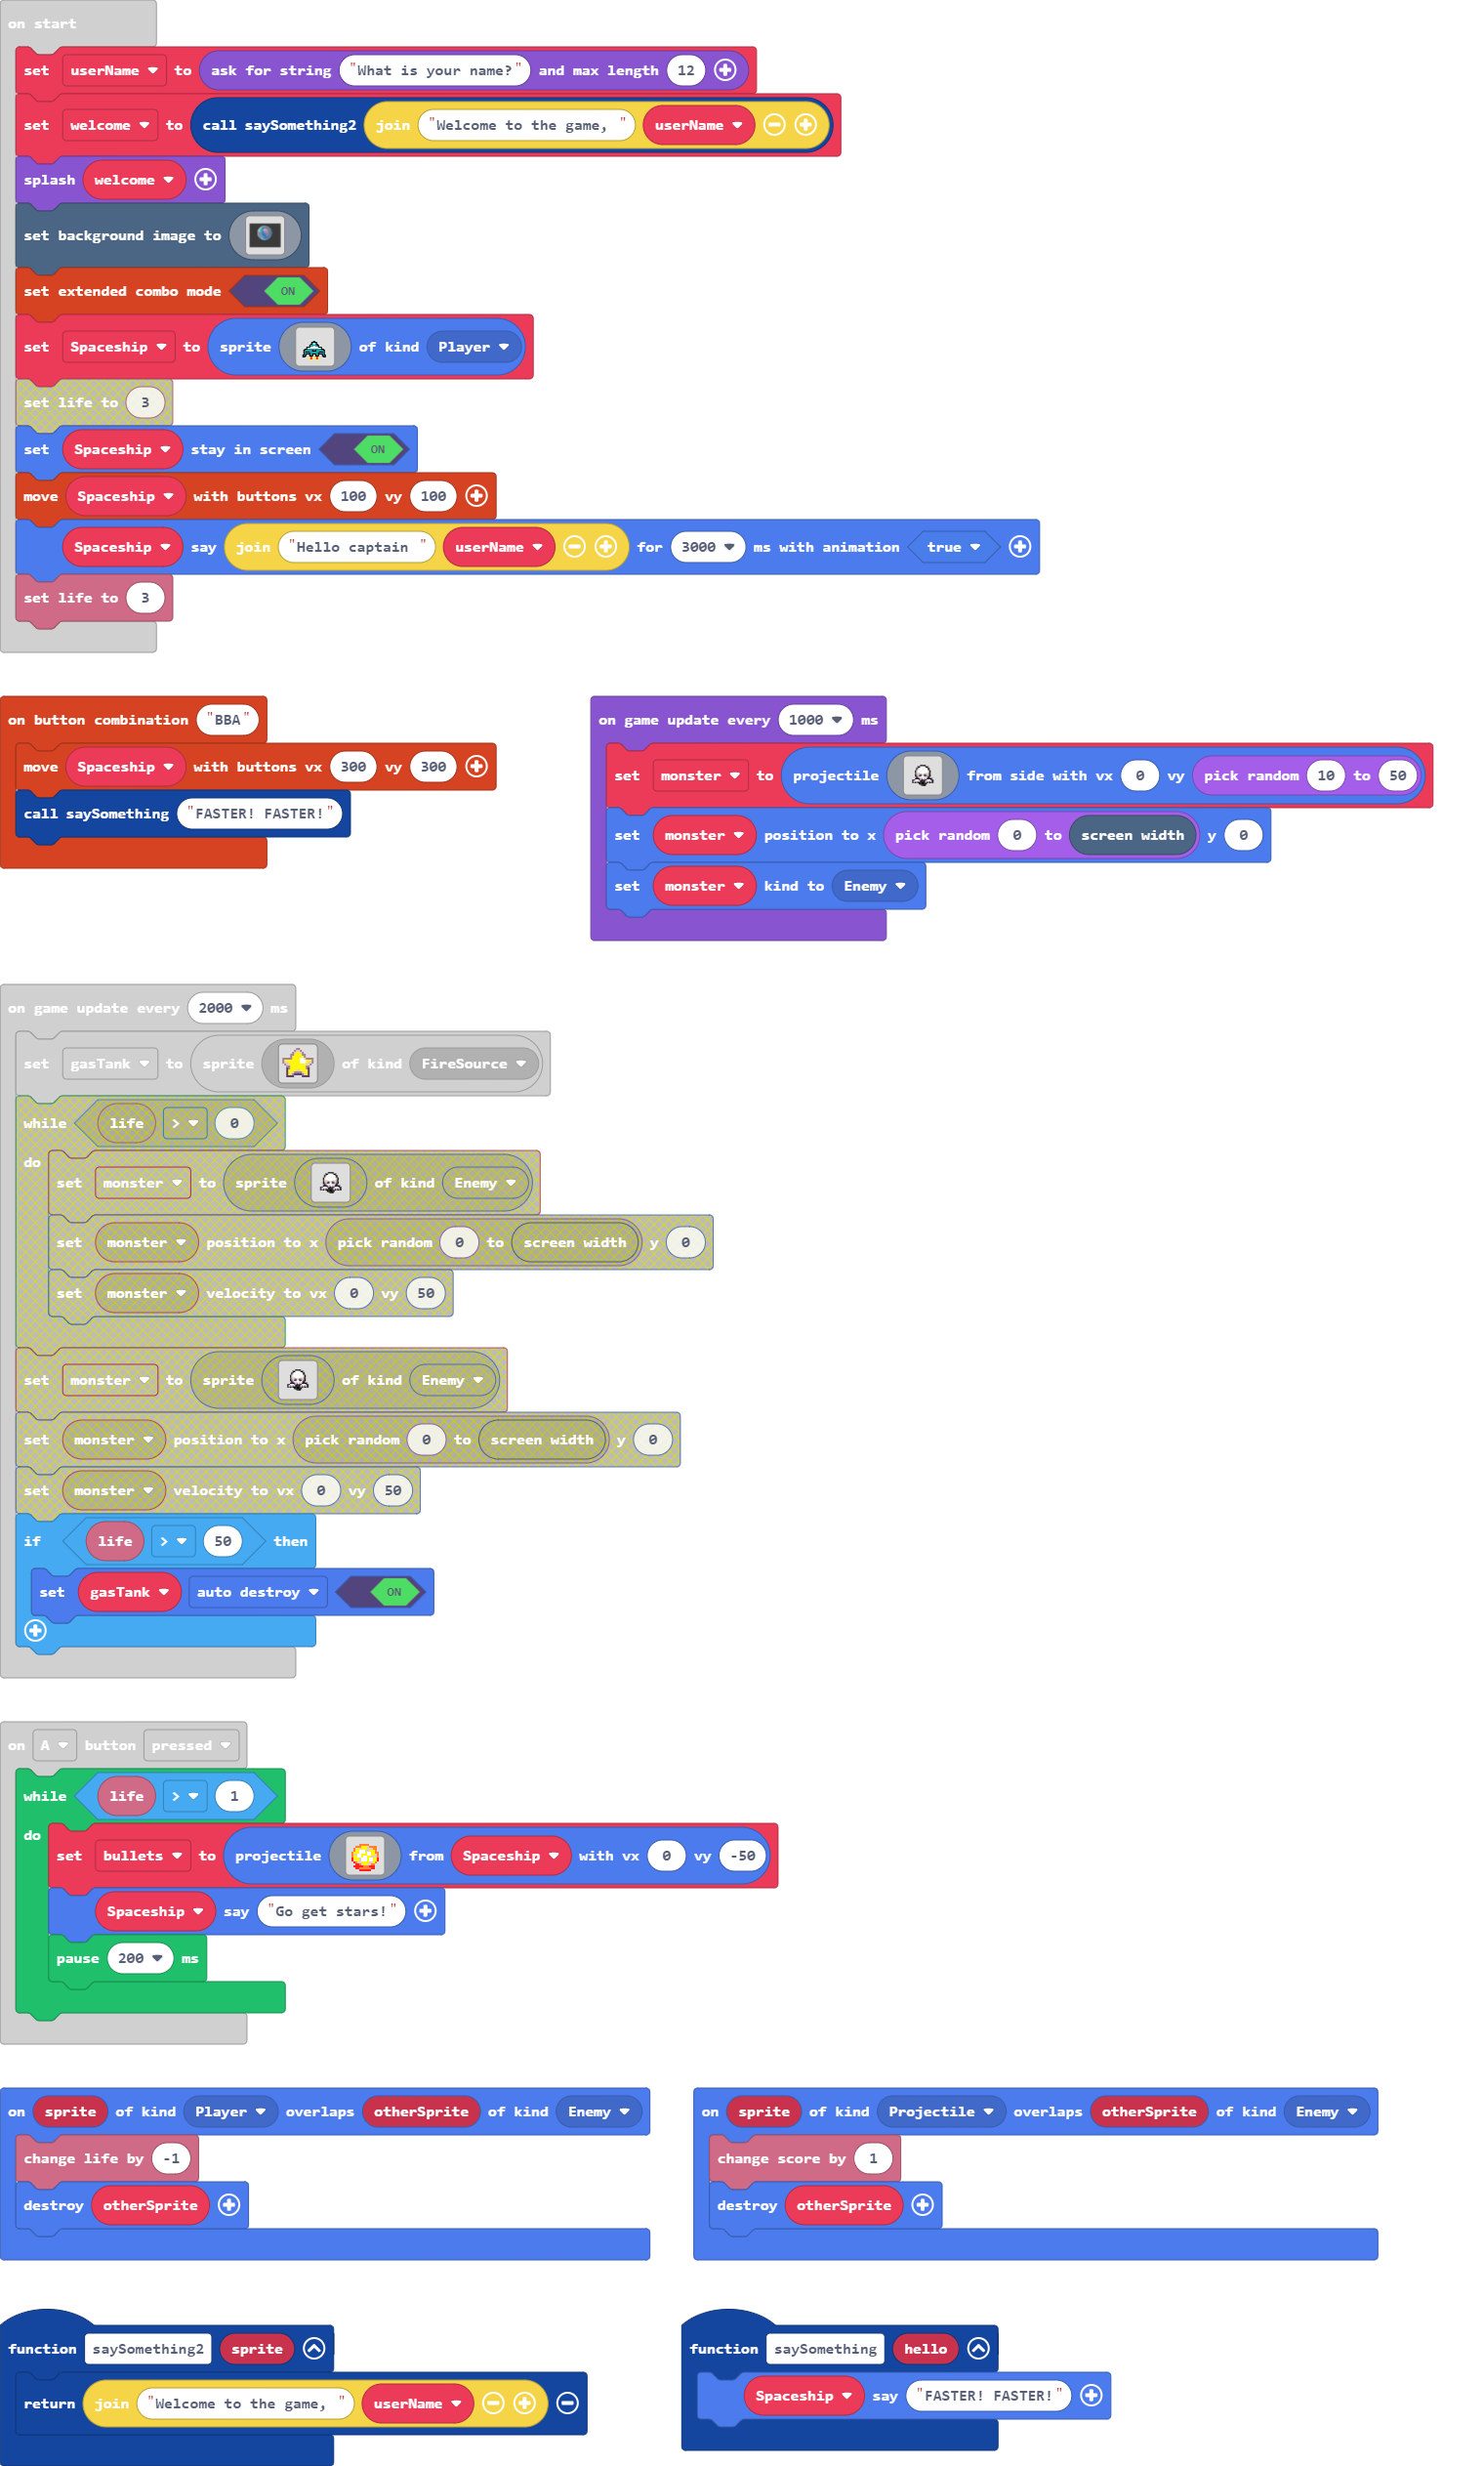 on start
set userName to ask for string "What is your name?" and max length 12
set welcome to call saySomething2 join "Welcome to the game, " userName
splash welcome
set background image to
set extended combo mode ON
set Spaceship to sprite of kind Player
set life to 3
set Spaceship stay in screen ON
move Spaceship with buttons vx 100 vy 100
Spaceship say join "Hello captain " userName for 3000 ms with animation true
set life to 3
on button combination "BBA"
move Spaceship with buttons vx 300 vy 300
call saySomething "FASTER! FASTER!"
on game update every 1000 ms
set monster to projectile from side with vx 0 vy pick random 10 to 50
set monster position to x pick random 0 to screen width y 0
set monster kind to Enemy
on game update every 2000 ms
set gasTank to sprite of kind FireSource
while life > 0
do
set monster to sprite of kind Enemy
set monster position to x pick random 0 to screen width y 0
set monster velocity to vx 0 vy 50
set monster to sprite of kind Enemy
set monster position to x pick random 0 to screen width y 0
set monster velocity to vx 0 vy 50
if life > 50 then
set gasTank auto destroy ON
on A button pressed
while life > 1
do
set bullets to projectile from Spaceship with vx 0 vy -50
Spaceship say "Go get stars!"
pause 200 ms
on sprite of kind Player overlaps otherSprite of kind Enemy
change life by -1
destroy otherSprite
on sprite of kind Projectile overlaps otherSprite of kind Enemy
change score by 1
destroy otherSprite
function saySomething2 sprite
return join "Welcome to the game, " userName
function saySomething hello
Spaceship say "FASTER! FASTER!"